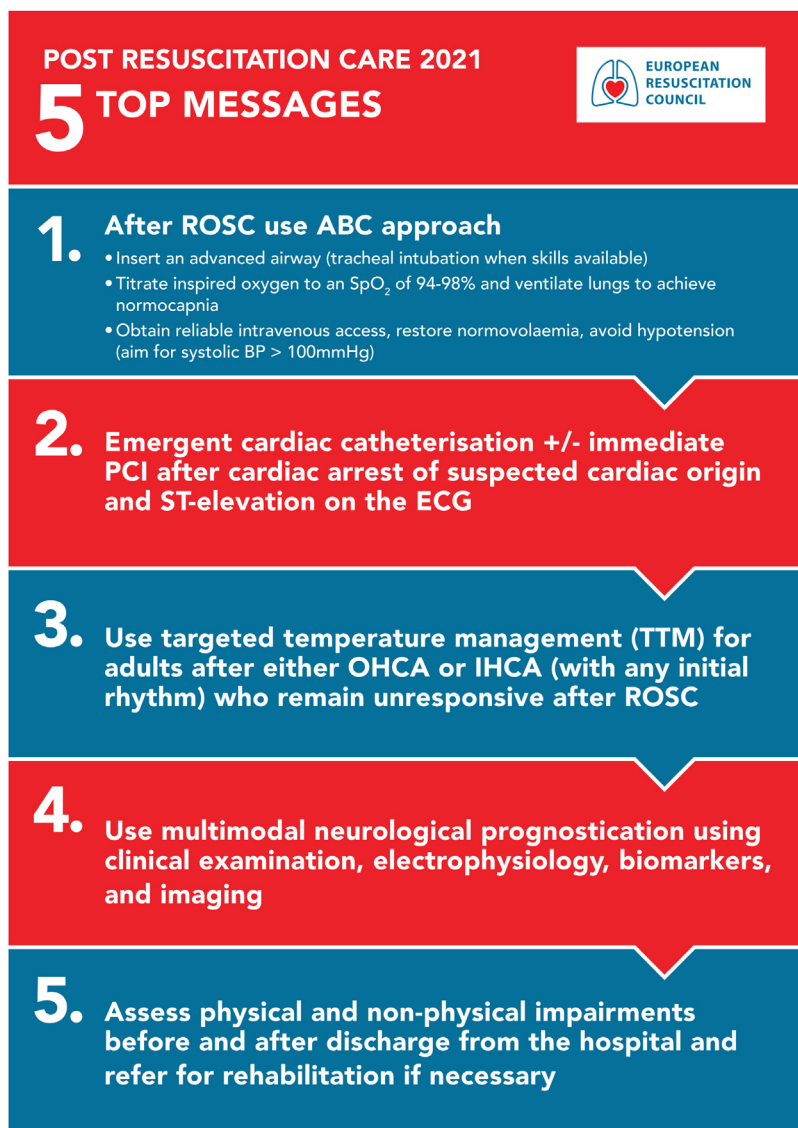 POST RESUSCITATION CARE 2021
5 TOP MESSAGES
EUROPEAN
RESUSCITATION
COUNCIL
1. After ROSC use ABC approach
• Insert an advanced airway (tracheal intubation when skills available)
• Titrate inspired oxygen to an SpO₂ of 94-98% and ventilate lungs to achieve
normocapnia
• Obtain reliable intravenous access, restore normovolaemia, avoid hypotension
(aim for systolic BP > 100mmHg)
2. Emergent cardiac catheterisation +/- immediate
PCI after cardiac arrest of suspected cardiac origin
and ST-elevation on the ECG
3. Use targeted temperature management (TTM) for
adults after either OHCA or IHCA (with any initial
rhythm) who remain unresponsive after ROSC
4. Use multimodal neurological prognostication using
clinical examination, electrophysiology, biomarkers,
and imaging
5. Assess physical and non-physical impairments
before and after discharge from the hospital and
refer for rehabilitation if necessary